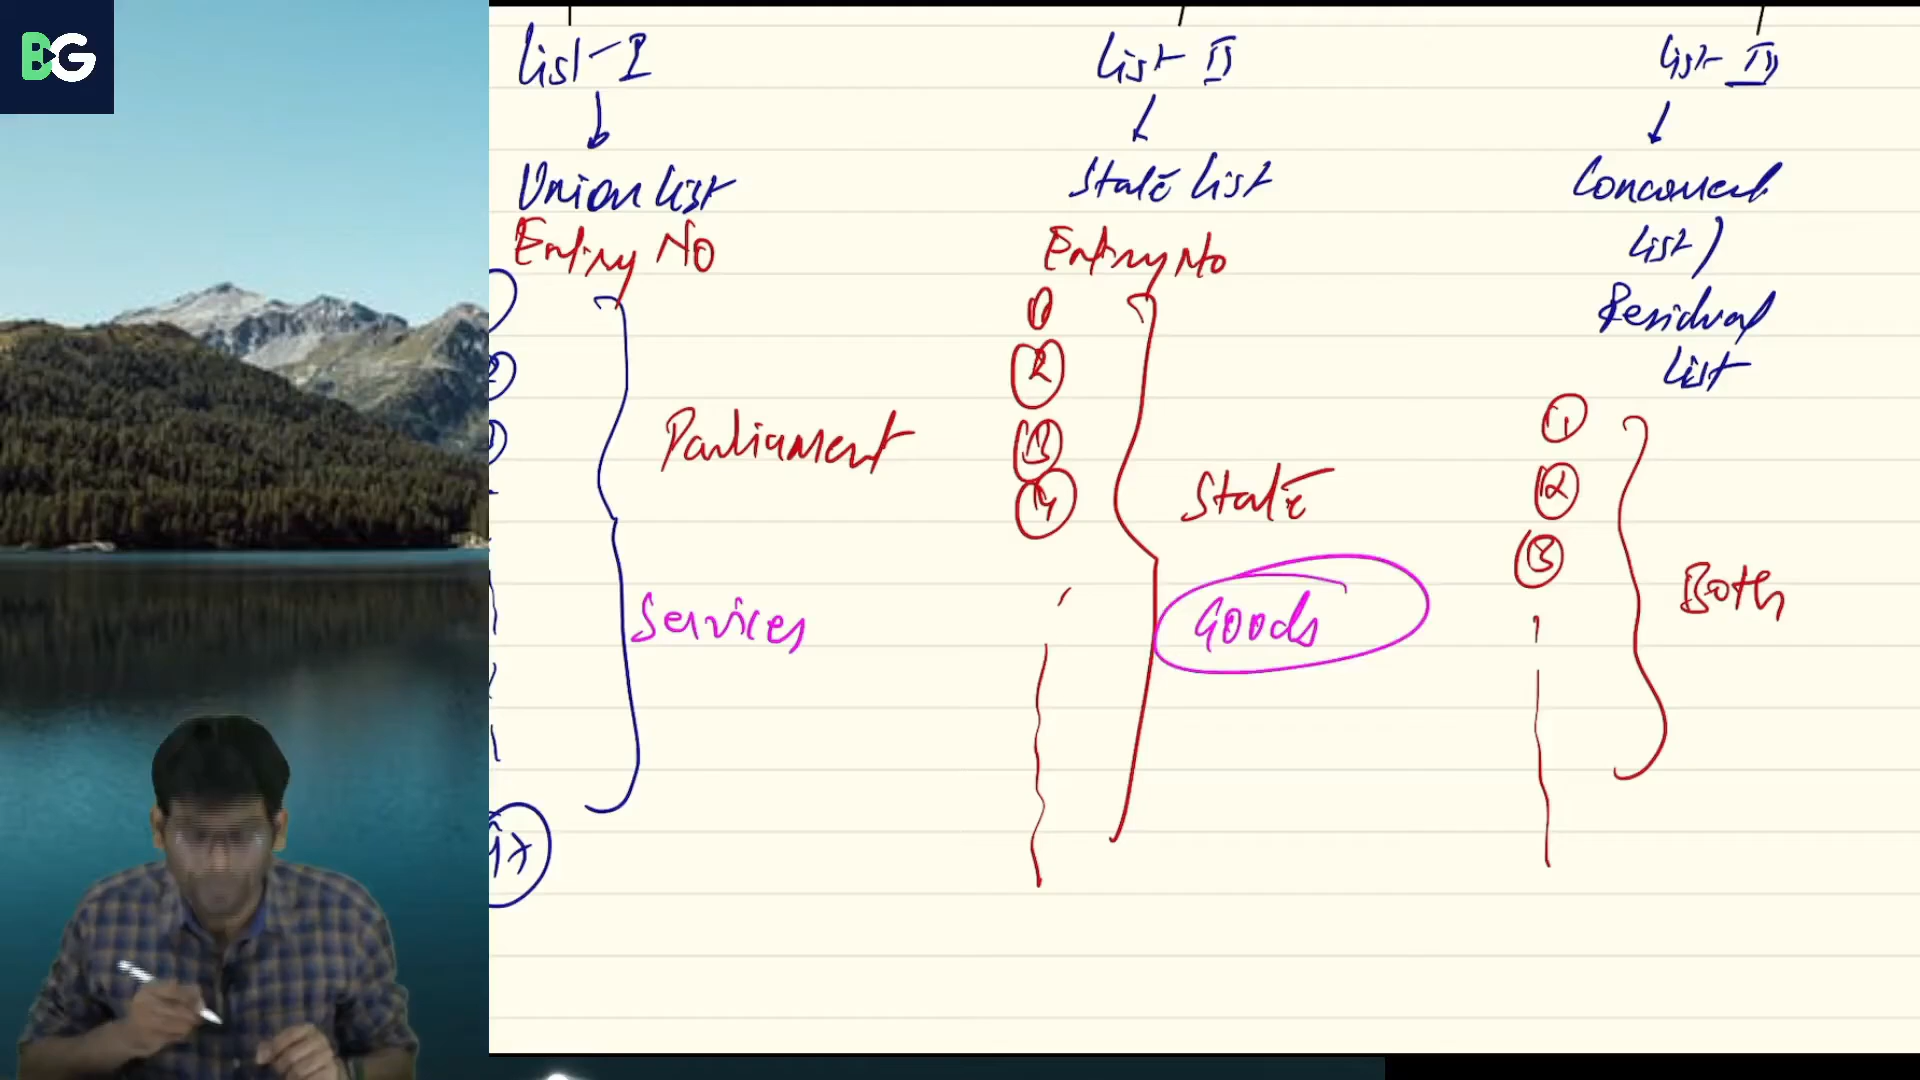 BG
List-I
List-II
List-III
Union List
State List
Concurrent
List)
Residual
List
Entry No
Entry No
1
2
3
4
1
2
3
Parliament
State
Both
Services
Goods
97